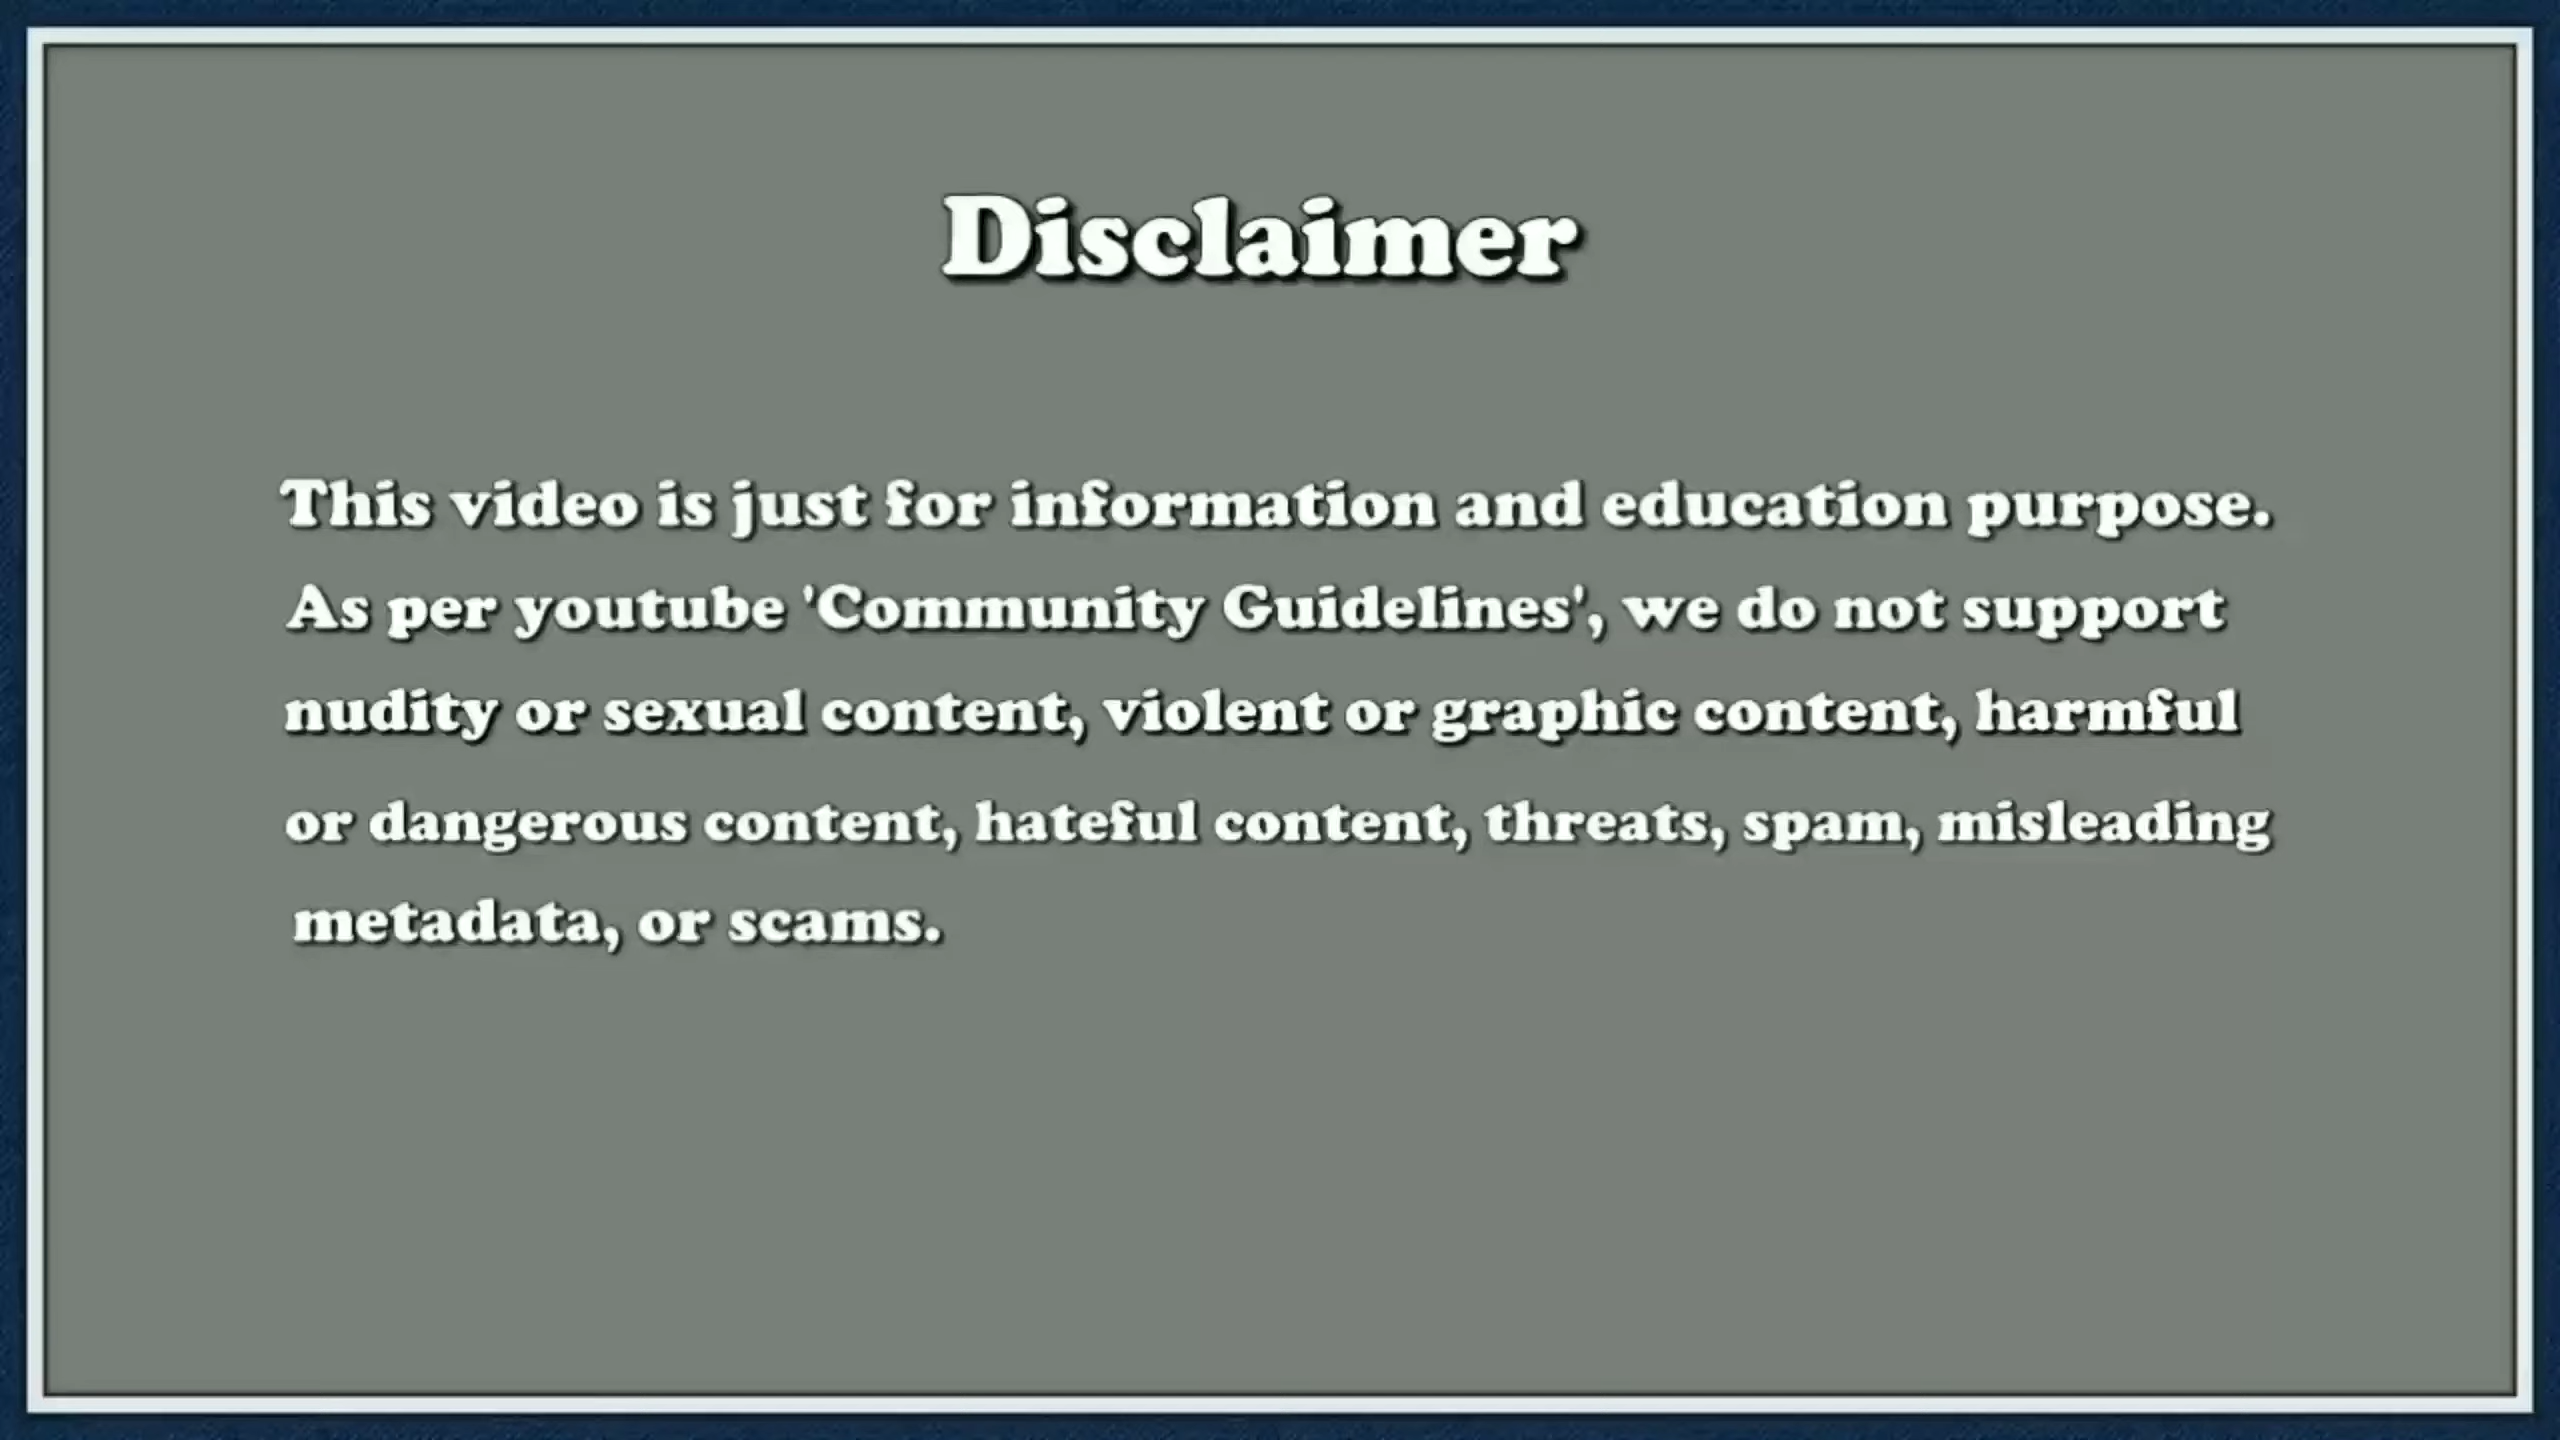 Disclaimer
This video is just for information and education purpose.
As per youtube 'Community Guidelines', we do not support
nudity or sexual content, violent or graphic content, harmful
or dangerous content, hateful content, threats, spam, misleading
metadata, or scams.